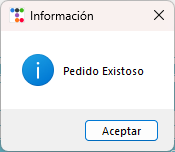 Información
Pedido Existoso
Aceptar